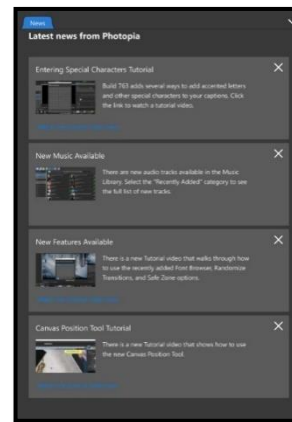 News
Latest news from Photopia
Entering Special Characters Tutorial
Build 763 adds several ways to add accented letters
and other special characters to your captions. Click
the link to watch a tutorial video.
New Music Available
There are new audio tracks available in the Music
Library. Select the "Recently Added" category to see
the full list of new tracks.
New Features Available
There is a new Tutorial video that walks through how
to use the recently added Font Browser, Randomize
Transitions, and Safe Zone options.
Canvas Position Tool Tutorial
There is a new Tutorial video that shows how to use
the new Canvas Position Tool.